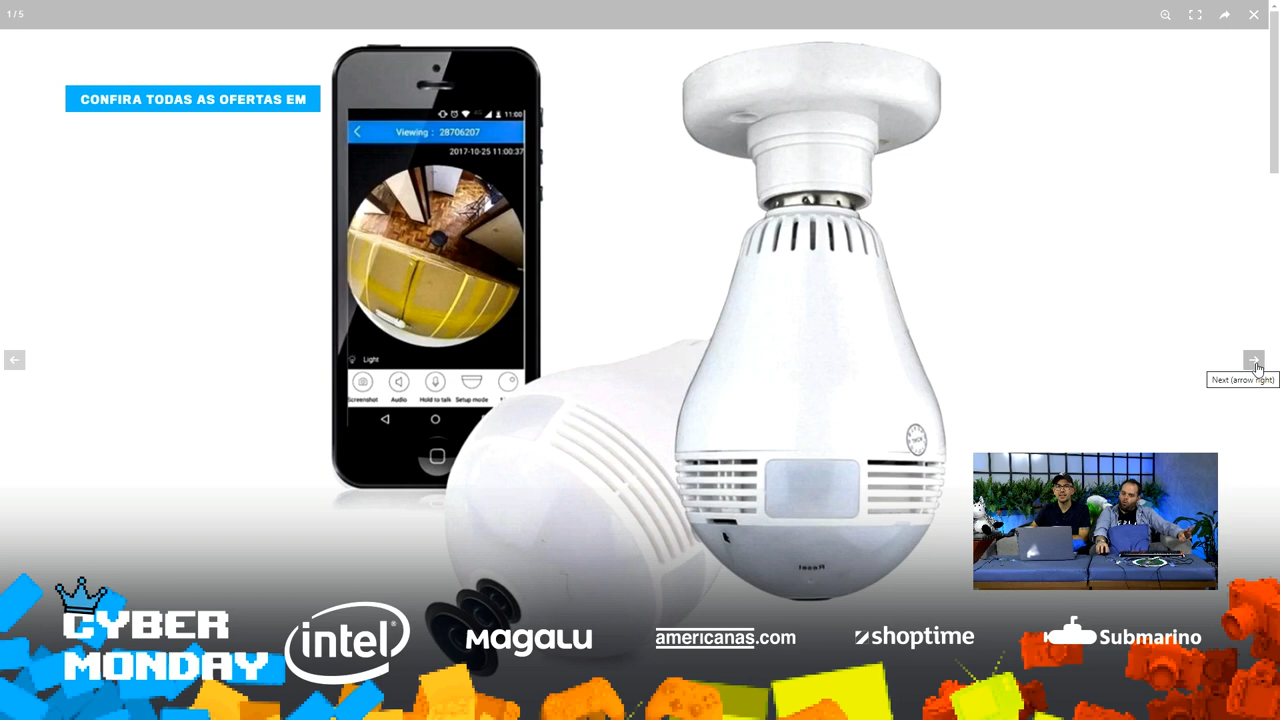 1 / 5
CONFIRA TODAS AS OFERTAS EM
11:00
Viewing : 28706207
2017-10-25 11:00:37
Light
Screenshot Audio Hold to talk Setup mode
Next (arrow right)
Reset
CYBER
MONDAY
intel®
Magalu
americanas.com
shoptime
Submarino